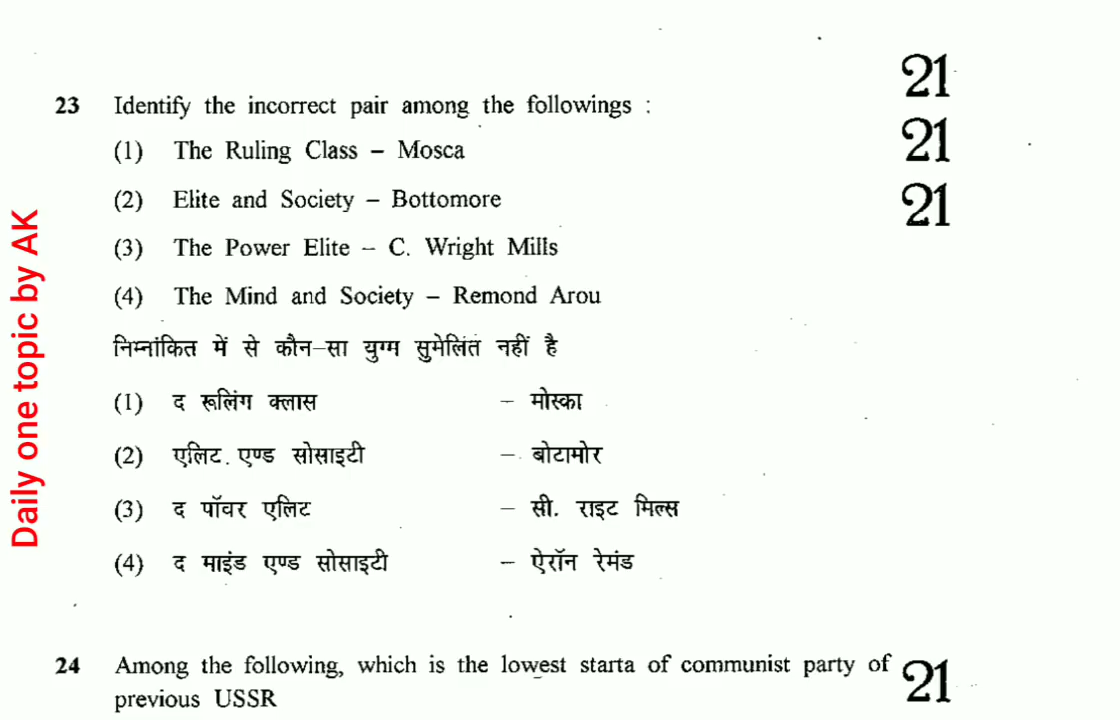 21
23 Identify the incorrect pair among the followings :
21
(1) The Ruling Class – Mosca
(2) Elite and Society – Bottomore
21
(3) The Power Elite – C. Wright Mills
(4) The Mind and Society – Remond Arou
निम्नांकित में से कौन-सा युग्म सुमेलित नहीं है
(1) द रूलिंग क्लास – मोस्का
(2) एलिट एण्ड सोसाइटी – बोटामोर
(3) द पॉवर एलिट – सी. राइट मिल्स
(4) द माइंड एण्ड सोसाइटी – ऐरॉन रेमंड
24 Among the following, which is the lowest starta of communist party of
previous USSR
21
Daily one topic by AK